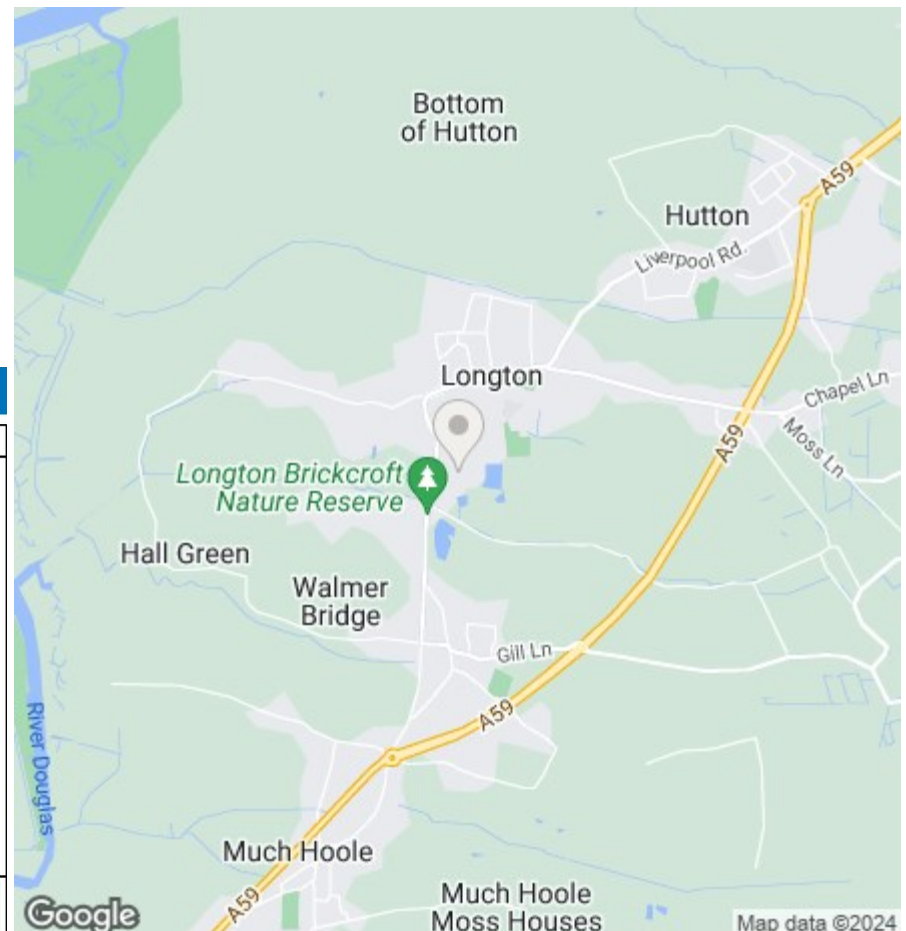 Bottom
of Hutton
A59
Hutton
Liverpool Rd.
Longton
Chapel Ln
Moss Ln
A59
Longton Brickcroft
Nature Reserve
Hall Green
Walmer
Bridge
Gill Ln
A59
River Douglas
Much Hoole
Much Hoole
Moss Houses
A59
Google
Map data ©2024